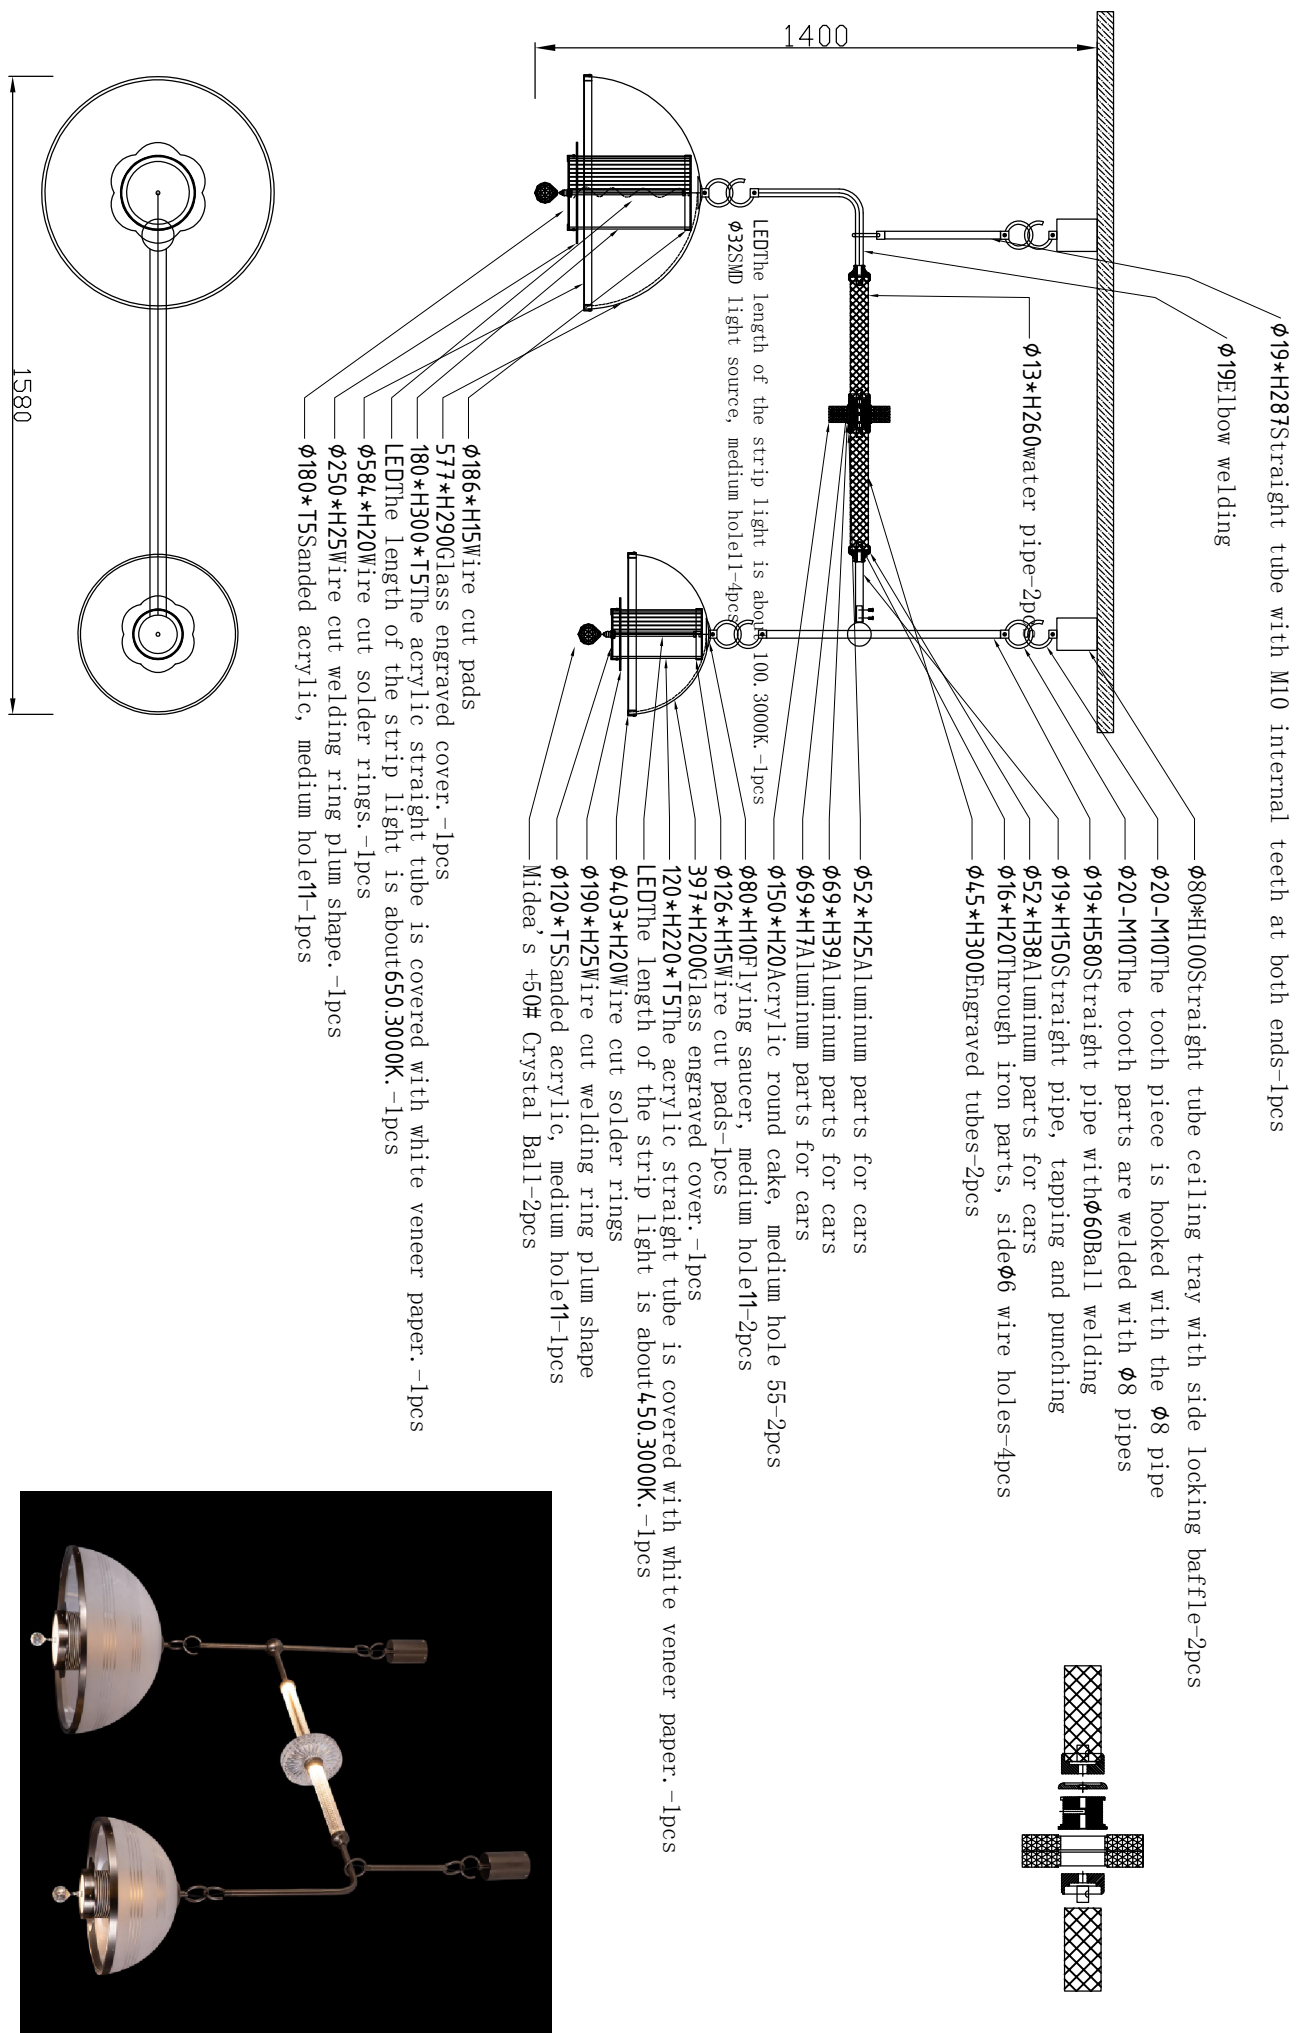 1400
1580
ϕ19*H287Straight tube with M10 internal teeth at both ends-1pcs
ϕ19Elbow welding
ϕ13*H260water pipe-2pcs
LEDThe length of the strip light is about 100.3000K.-1pcs
ϕ32SMD light source, medium hole11-4pcs
ϕ80*H100Straight tube ceiling tray with side locking baffle-2pcs
ϕ20-M10The tooth piece is hooked with the ϕ8 pipe
ϕ20-M10The tooth parts are welded with ϕ8 pipes
ϕ19*H580Straight pipe withϕ60Ball welding
ϕ19*H150Straight pipe, tapping and punching
ϕ52*H38Aluminum parts for cars
ϕ16*H20Through iron parts, sideϕ6 wire holes-4pcs
ϕ45*H300Engraved tubes-2pcs
ϕ52*H25Aluminum parts for cars
ϕ69*H39Aluminum parts for cars
ϕ69*H7Aluminum parts for cars
ϕ150*H20Acrylic round cake, medium hole 55-2pcs
ϕ80*H10Flying saucer, medium hole11-2pcs
ϕ126*H15Wire cut pads-1pcs
397*H200Glass engraved cover.-1pcs
120*H220*T5The acrylic straight tube is covered with white veneer paper.-1pcs
LEDThe length of the strip light is about450.3000K.-1pcs
ϕ403*H20Wire cut solder rings
ϕ190*H25Wire cut welding ring plum shape
ϕ120*T5Sanded acrylic, medium hole11-1pcs
Midea's +50# Crystal Ball-2pcs
ϕ186*H15Wire cut pads
577*H290Glass engraved cover.-1pcs
180*H300*T5The acrylic straight tube is covered with white veneer paper.-1pcs
LEDThe length of the strip light is about650.3000K.-1pcs
ϕ584*H20Wire cut solder rings.-1pcs
ϕ250*H25Wire cut welding ring plum shape.-1pcs
ϕ180*T5Sanded acrylic, medium hole11-1pcs